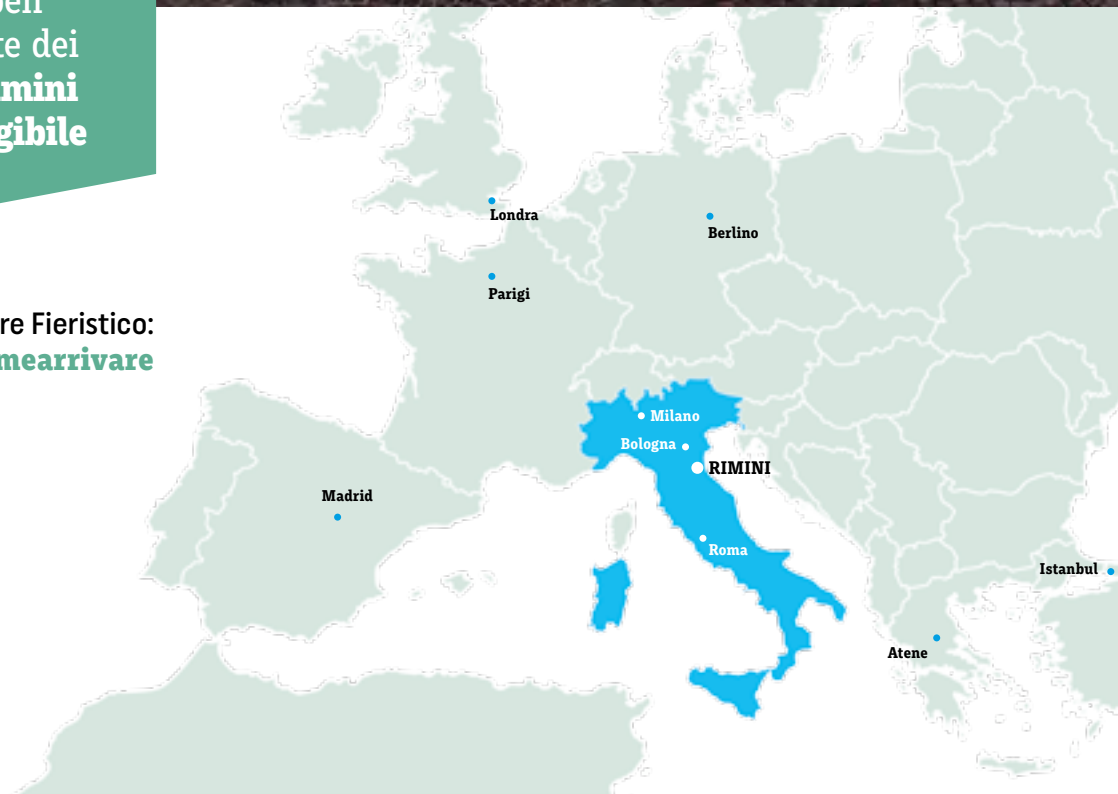 te dei
mini
gibile
re Fieristico:
mearrivare
Londra
Berlino
Parigi
Milano
Bologna
RIMINI
Madrid
Roma
Istanbul
Atene